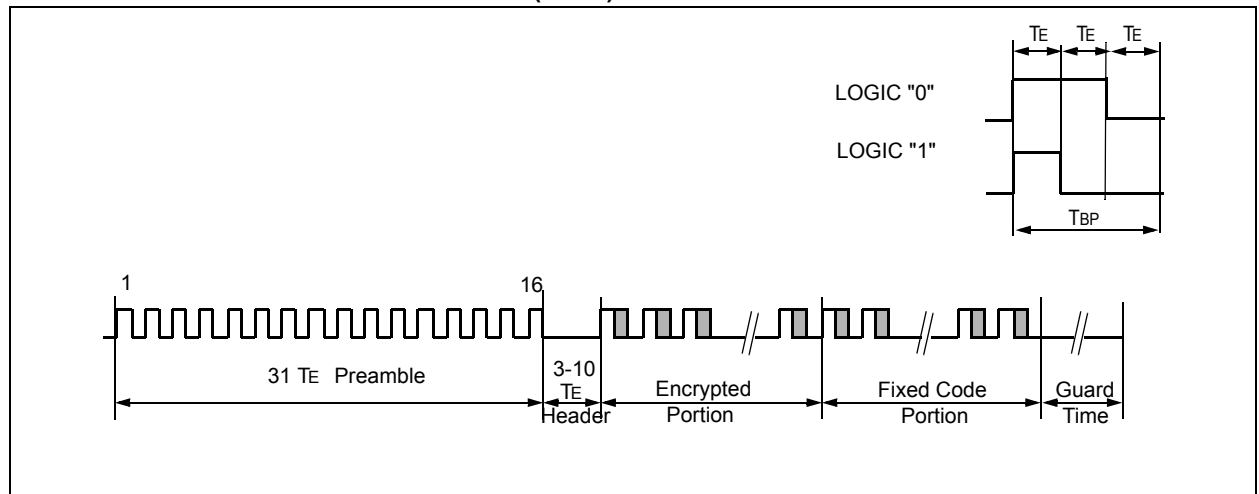 TE TE TE
LOGIC "0"
LOGIC "1"
TBP
1
16
31 TE Preamble
3-10
TE
Header
Encrypted
Portion
Fixed Code
Portion
Guard
Time